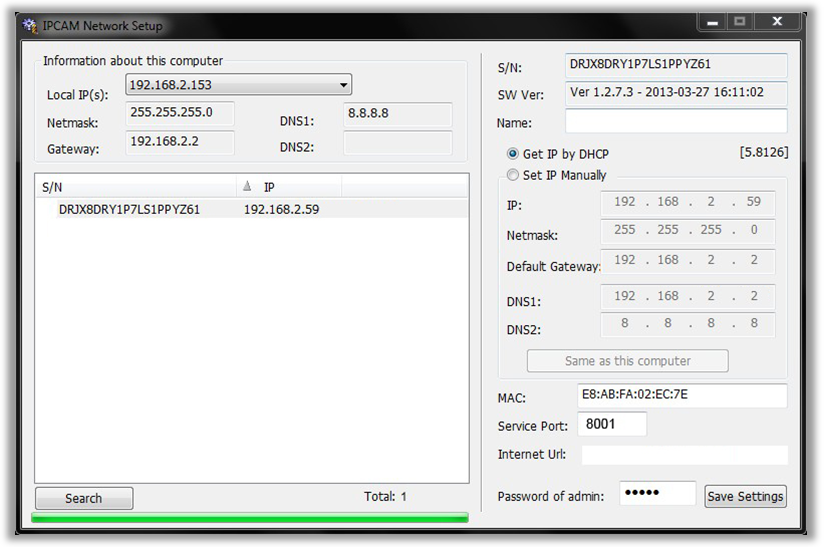 IPCAM Network Setup
Information about this computer
Local IP(s): 192.168.2.153
Netmask: 255.255.255.0 DNS1: 8.8.8.8
Gateway: 192.168.2.2 DNS2:
S/N IP
DRJX8DRY1P7LS1PPYZ61 192.168.2.59
Search Total: 1
S/N: DRJX8DRY1P7LS1PPYZ61
SW Ver: Ver 1.2.7.3 - 2013-03-27 16:11:02
Name:
Get IP by DHCP [5.8126]
Set IP Manually
IP: 192 . 168 . 2 . 59
Netmask: 255 . 255 . 255 . 0
Default Gateway: 192 . 168 . 2 . 2
DNS1: 192 . 168 . 2 . 2
DNS2: 8 . 8 . 8 . 8
Same as this computer
MAC: E8:AB:FA:02:EC:7E
Service Port: 8001
Internet Url:
Password of admin: ••••• Save Settings